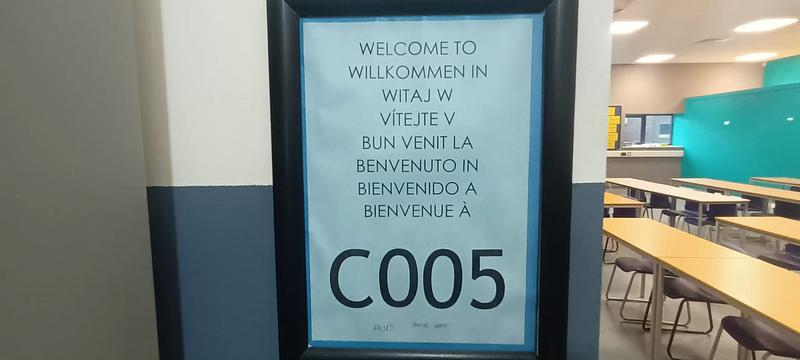 WELCOME TO
WILLKOMMEN IN
WITAJ W
VÍTEJTE V
BUN VENIT LA
BENVENUTO IN
BIENVENIDO A
BIENVENUE À
C005